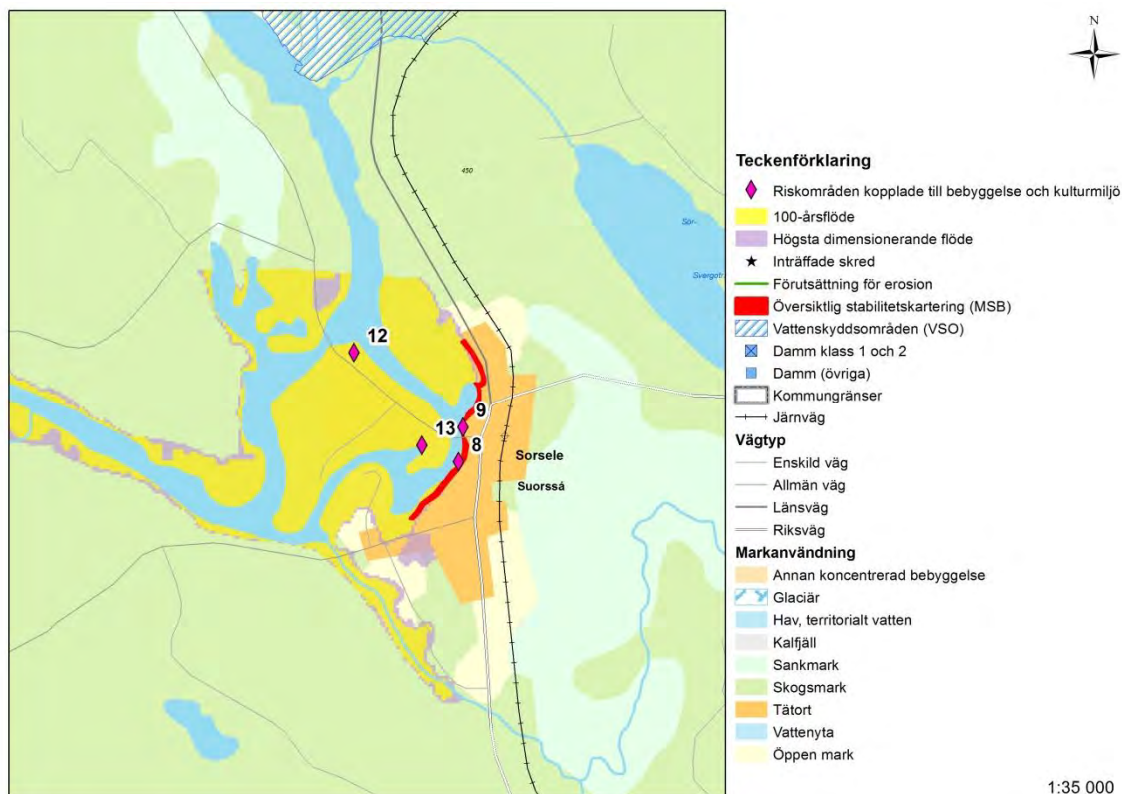 N
450
Sör-
12
9
13
8
Sorsele
Suorssá
Teckenförklaring
Riskområden kopplade till bebyggelse och kulturmiljö
100-årsflöde
Högsta dimensionerande flöde
Inträffade skred
Förutsättning för erosion
Översiktlig stabilitetskartering (MSB)
Vattenskyddsområden (VSO)
Damm klass 1 och 2
Damm (övriga)
Kommungränser
Järnväg
Vägtyp
Enskild väg
Allmän väg
Länsväg
Riksväg
Markanvändning
Annan koncentrerad bebyggelse
Glaciär
Hav, territorialt vatten
Kalfjäll
Sankmark
Skogsmark
Tätort
Vattenyta
Öppen mark
1:35 000